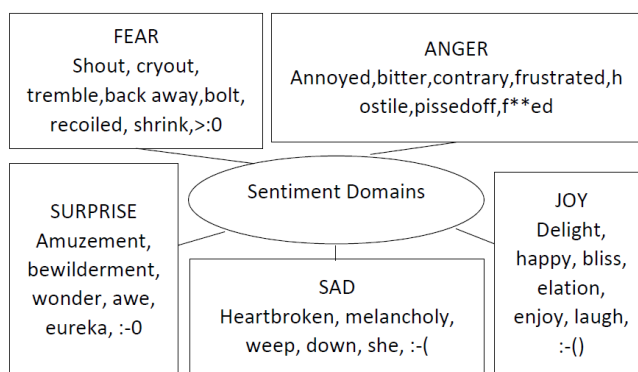 FEAR
Shout, cryout,
tremble,back away,bolt,
recoiled, shrink,>:0
ANGER
Annoyed,bitter,contrary,frustrated,h
ostile,pissedoff,f**ed
Sentiment Domains
SURPRISE
Amuzement,
bewilderment,
wonder, awe,
eureka, :-0
SAD
Heartbroken, melancholy,
weep, down, she, :-(
JOY
Delight,
happy, bliss,
elation,
enjoy, laugh,
:-()